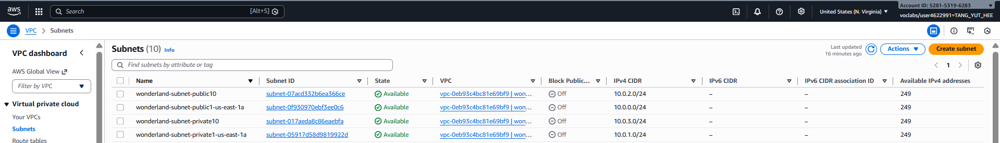 aws
Search
[Alt+S]
United States (N. Virginia)
Account ID: 5281-5319-6283
voclabs/user4622991=TANG_YUT_HEE
VPC > Subnets
VPC dashboard
AWS Global View
Filter by VPC
Virtual private cloud
Your VPCs
Subnets
Route tables
Subnets (10) Info
Last updated
16 minutes ago
Actions
Create subnet
Find subnets by attribute or tag
1
Name Subnet ID State VPC Block Public... IPv4 CIDR IPv6 CIDR IPv6 CIDR association ID Available IPv4 addresses
wonderland-subnet-public10 subnet-07acd332b6ea366ce Available vpc-0eb93c4bc81e69bf9 | won... Off 10.0.2.0/24 – – 249
wonderland-subnet-public1-us-east-1a subnet-0f930970ebf3ee0c6 Available vpc-0eb93c4bc81e69bf9 | won... Off 10.0.0.0/24 – – 249
wonderland-subnet-private10 subnet-017aeda8c86eaebfa Available vpc-0eb93c4bc81e69bf9 | won... Off 10.0.3.0/24 – – 249
wonderland-subnet-private1-us-east-1a subnet-05917d58d9819922d Available vpc-0eb93c4bc81e69bf9 | won... Off 10.0.1.0/24 – – 249